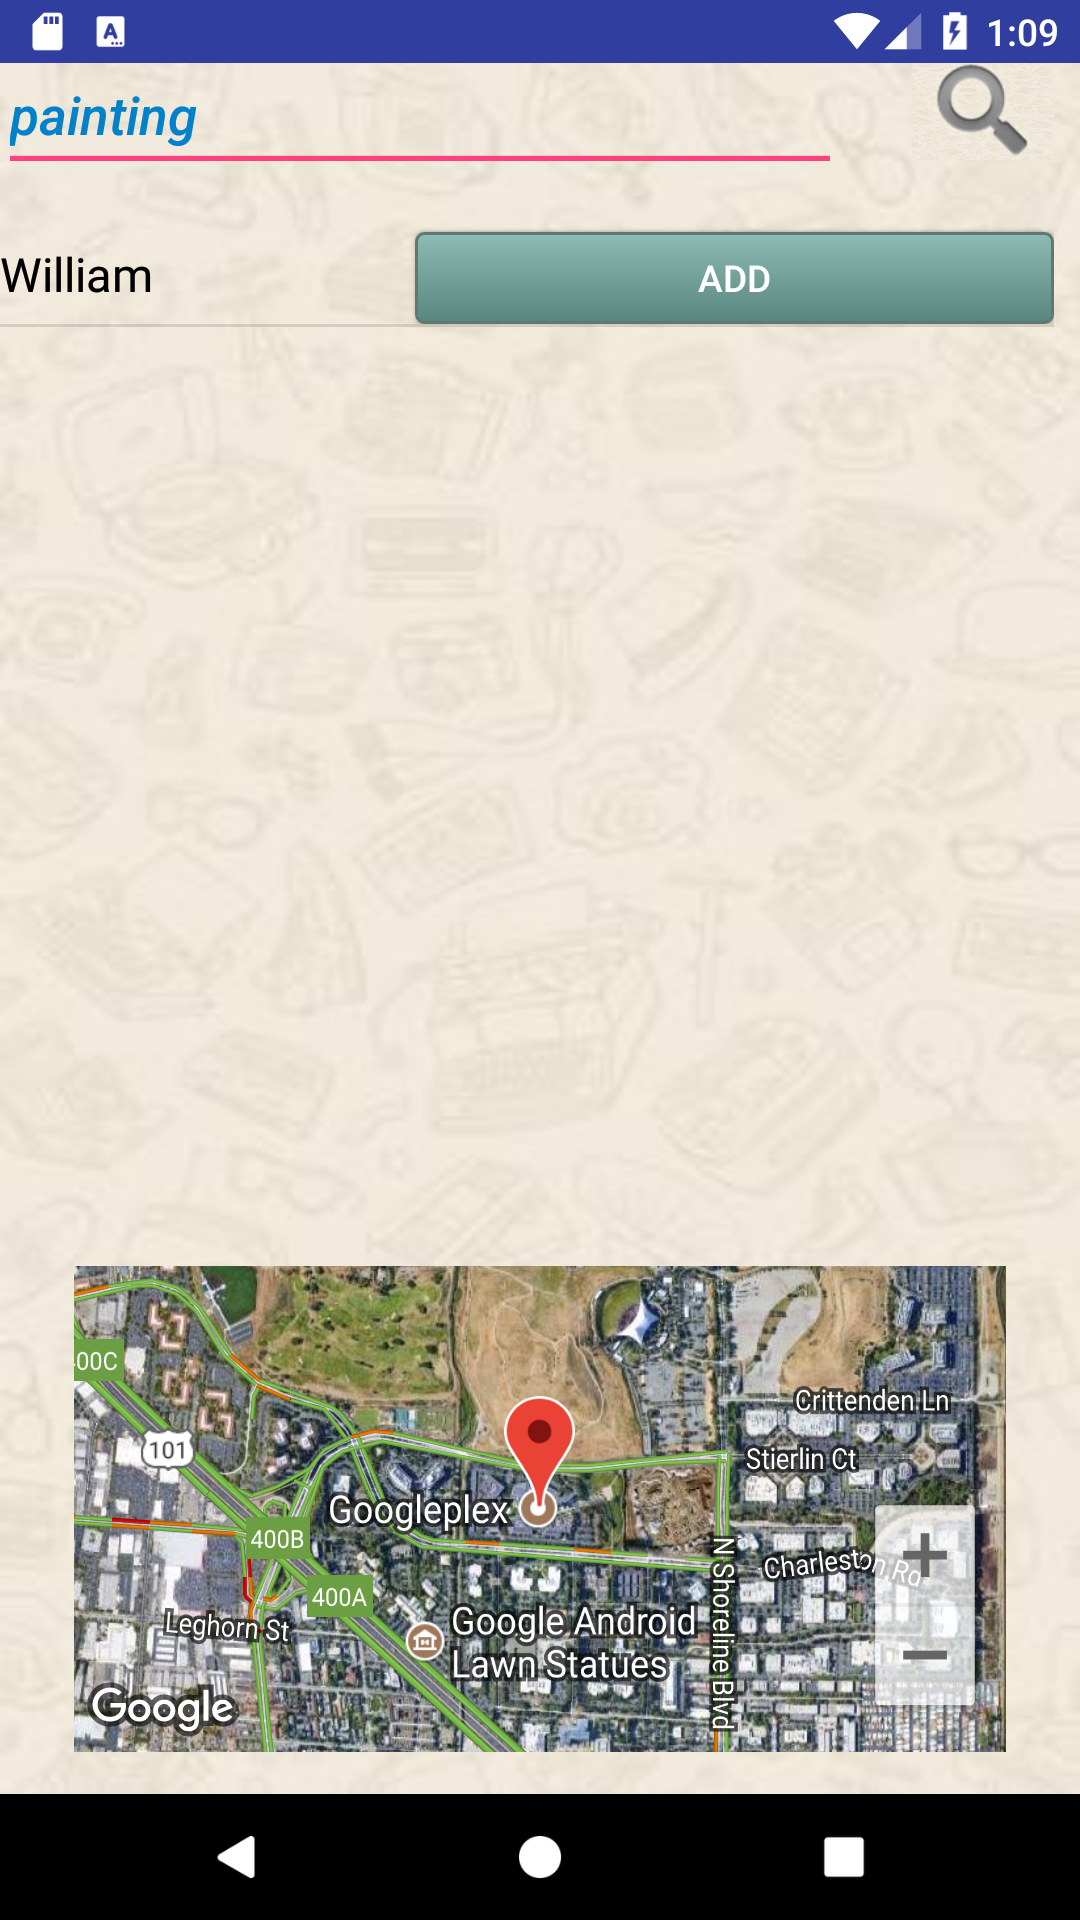 1:09
painting
William
ADD
400C
Crittenden Ln
101
Stierlin Ct
Googleplex
400B
Charleston Rd
400A
N Shoreline Blvd
Leghorn St
Google Android
Lawn Statues
Google